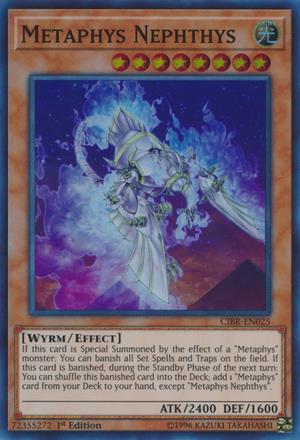 METAPHYS NEPHTHYS
光
CIBR-EN025
[WYRM/EFFECT]
If this card is Special Summoned by the effect of a "Metaphys"
monster: You can banish all Set Spells and Traps on the field. If
this card is banished, during the Standby Phase of the next turn:
You can shuffle this banished card into the Deck; add 1 "Metaphys"
card from your Deck to your hand, except "Metaphys Nephthys".
ATK/2400 DEF/1600
72355272 1st Edition ©1996 KAZUKI TAKAHASHI